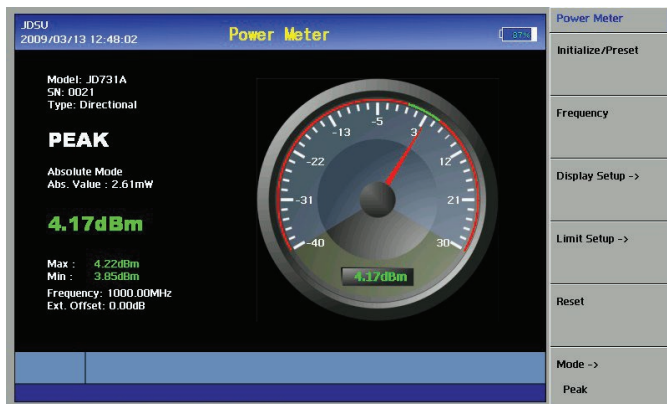 JDSU
2009/03/13 12:48:02
Power Meter
87%
Model: JD731A
SN: 0021
Type: Directional
PEAK
Absolute Mode
Abs. Value : 2.61mW
4.17dBm
Max : 4.22dBm
Min : 3.85dBm
Frequency: 1000.00MHz
Ext. Offset: 0.00dB
-40
-31
-22
-13
-5
3
12
21
30
4.17dBm
Power Meter
Initialize/Preset
Frequency
Display Setup ->
Limit Setup ->
Reset
Mode ->
Peak